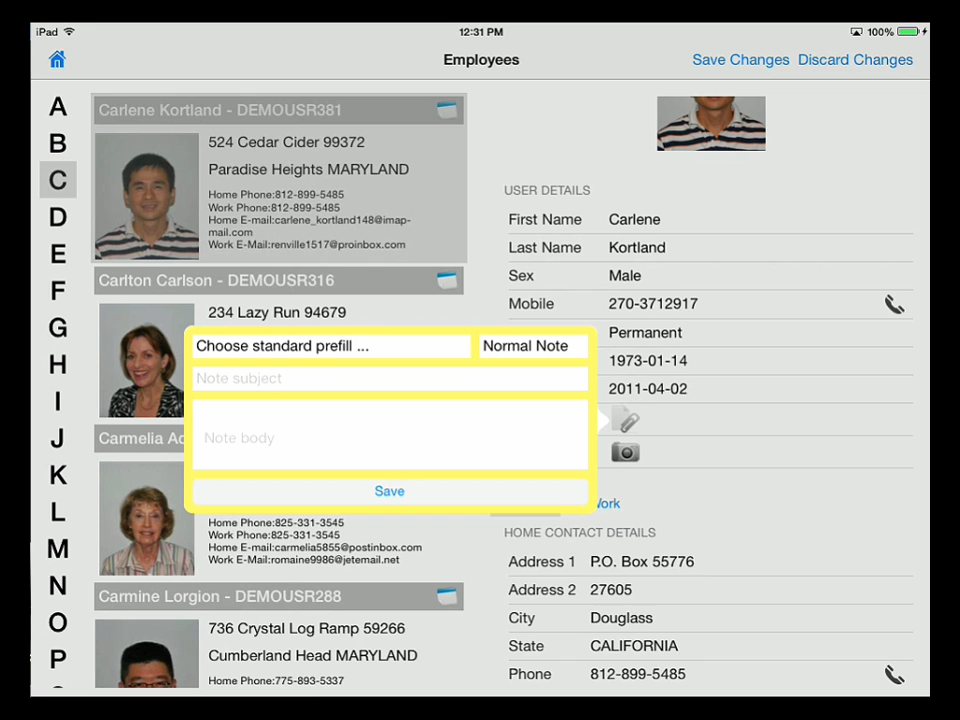 iPad 12:31 PM 100%
Employees Save Changes Discard Changes
A
B
C
D
E
F
G
H
I
J
K
L
M
N
O
P
Carlene Kortland - DEMOUSR381
524 Cedar Cider 99372
Paradise Heights MARYLAND
Home Phone:812-899-5485
Work Phone:812-899-5485
Home E-mail:carlene_kortland148@imap-
mail.com
Work E-Mail:renville1517@proinbox.com
Carlton Carlson - DEMOUSR316
234 Lazy Run 94679
Carmelia Ac
Home Phone:825-331-3545
Work Phone:825-331-3545
Home E-mail:carmelia5855@postinbox.com
Work E-Mail:romaine9986@jetemail.net
Carmine Lorgion - DEMOUSR288
736 Crystal Log Ramp 59266
Cumberland Head MARYLAND
Home Phone:775-893-5337
Choose standard prefill ... Normal Note
Note subject
Note body
Save
USER DETAILS
First Name Carlene
Last Name Kortland
Sex Male
Mobile 270-3712917
Permanent
1973-01-14
2011-04-02
Work
HOME CONTACT DETAILS
Address 1 P.O. Box 55776
Address 2 27605
City Douglass
State CALIFORNIA
Phone 812-899-5485